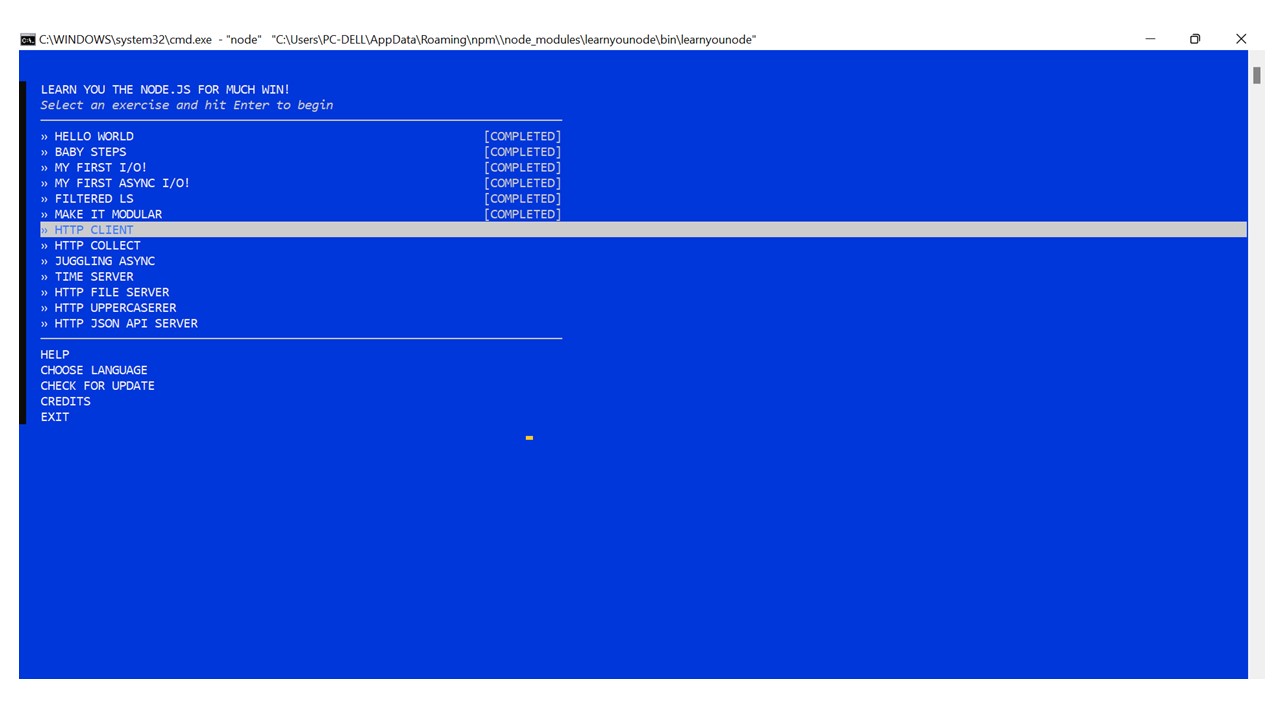 C:\WINDOWS\system32\cmd.exe - "node" "C:\Users\PC-DELL\AppData\Roaming\npm\\node_modules\learnyounode\bin\learnyounode"
LEARN YOU THE NODE.JS FOR MUCH WIN!
Select an exercise and hit Enter to begin
» HELLO WORLD [COMPLETED]
» BABY STEPS [COMPLETED]
» MY FIRST I/O! [COMPLETED]
» MY FIRST ASYNC I/O! [COMPLETED]
» FILTERED LS [COMPLETED]
» MAKE IT MODULAR [COMPLETED]
» HTTP CLIENT
» HTTP COLLECT
» JUGGLING ASYNC
» TIME SERVER
» HTTP FILE SERVER
» HTTP UPPERCASERER
» HTTP JSON API SERVER
HELP
CHOOSE LANGUAGE
CHECK FOR UPDATE
CREDITS
EXIT